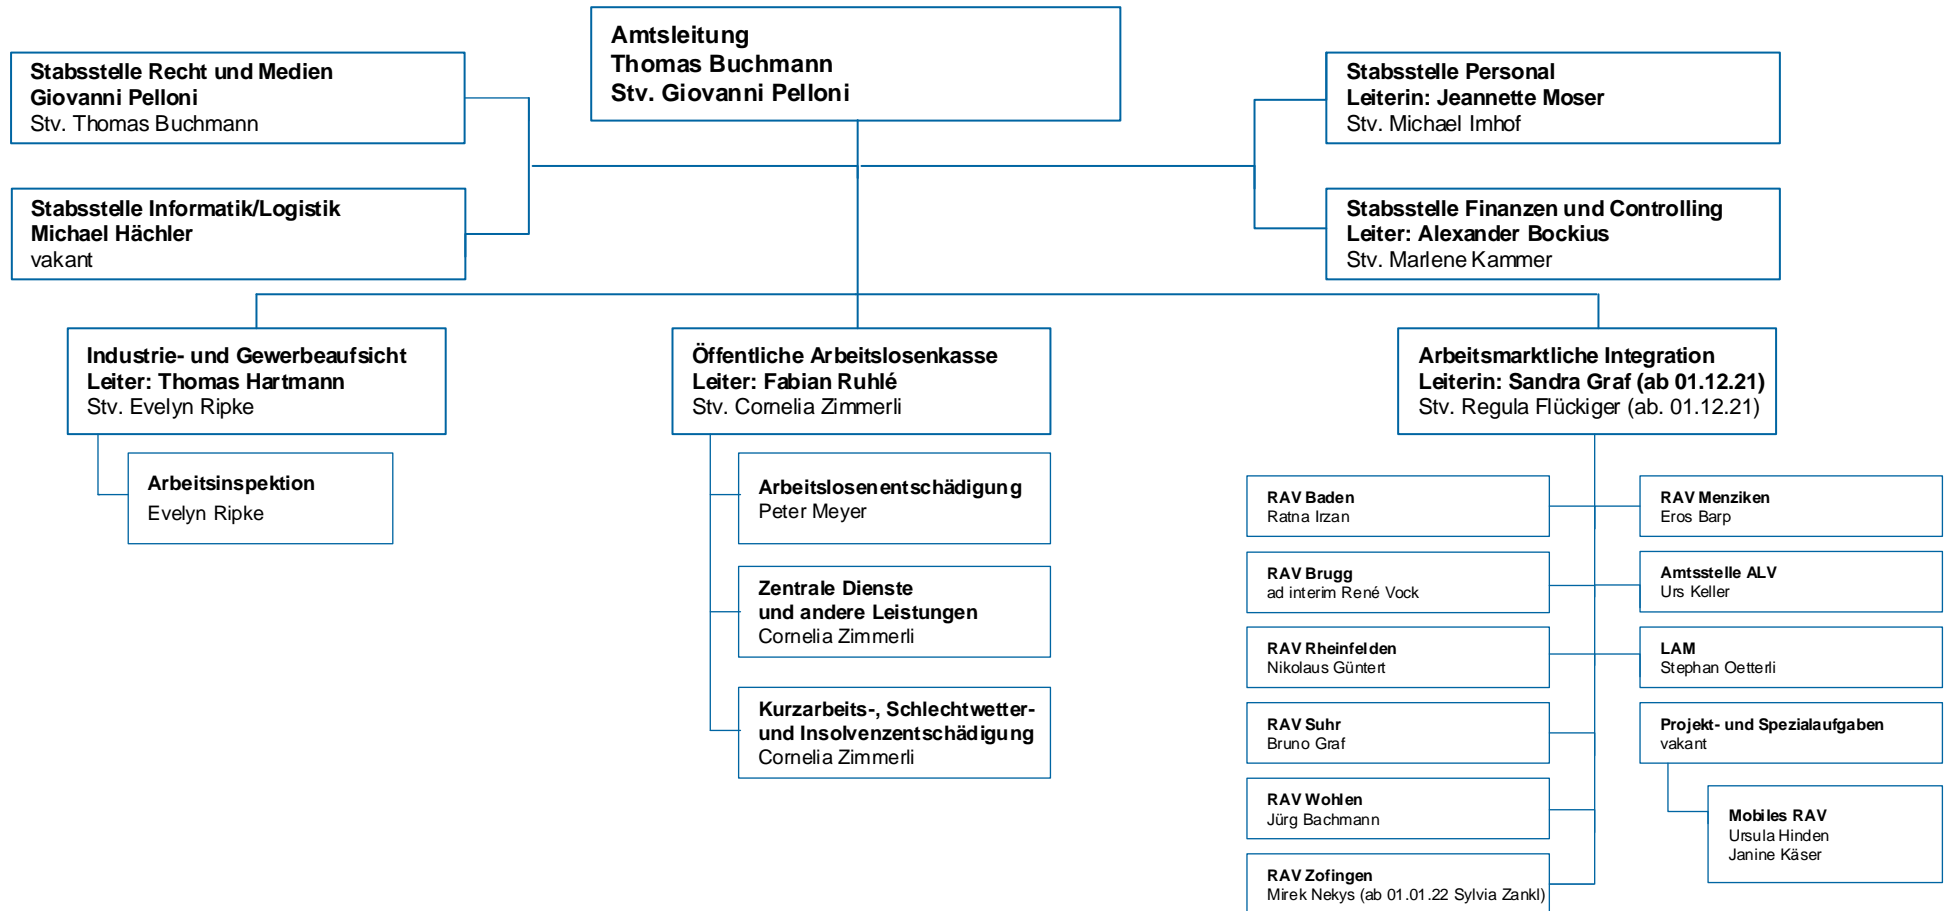 Amtsleitung
Thomas Buchmann
Stv. Giovanni Pelloni
Stabsstelle Recht und Medien
Giovanni Pelloni
Stv. Thomas Buchmann
Stabsstelle Personal
Leiterin: Jeannette Moser
Stv. Michael Imhof
Stabsstelle Informatik/Logistik
Michael Hächler
vakant
Stabsstelle Finanzen und Controlling
Leiter: Alexander Bockius
Stv. Marlene Kammer
Industrie- und Gewerbeaufsicht
Leiter: Thomas Hartmann
Stv. Evelyn Ripke
Arbeitsinspektion
Evelyn Ripke
Öffentliche Arbeitslosenkasse
Leiter: Fabian Ruhlé
Stv. Cornelia Zimmerli
Arbeitslosenentschädigung
Peter Meyer
Zentrale Dienste
und andere Leistungen
Cornelia Zimmerli
Kurzarbeits-, Schlechtwetter-
und Insolvenzentschädigung
Cornelia Zimmerli
Arbeitsmarktliche Integration
Leiterin: Sandra Graf (ab 01.12.21)
Stv. Regula Flückiger (ab. 01.12.21)
RAV Baden
Ratna Irzan
RAV Brugg
ad interim René Vock
RAV Rheinfelden
Nikolaus Güntert
RAV Suhr
Bruno Graf
RAV Wohlen
Jürg Bachmann
RAV Zofingen
Mirek Nekys (ab 01.01.22 Sylvia Zankl)
RAV Menziken
Eros Barp
Amtsstelle ALV
Urs Keller
LAM
Stephan Oetterli
Projekt- und Spezialaufgaben
vakant
Mobiles RAV
Ursula Hinden
Janine Käser